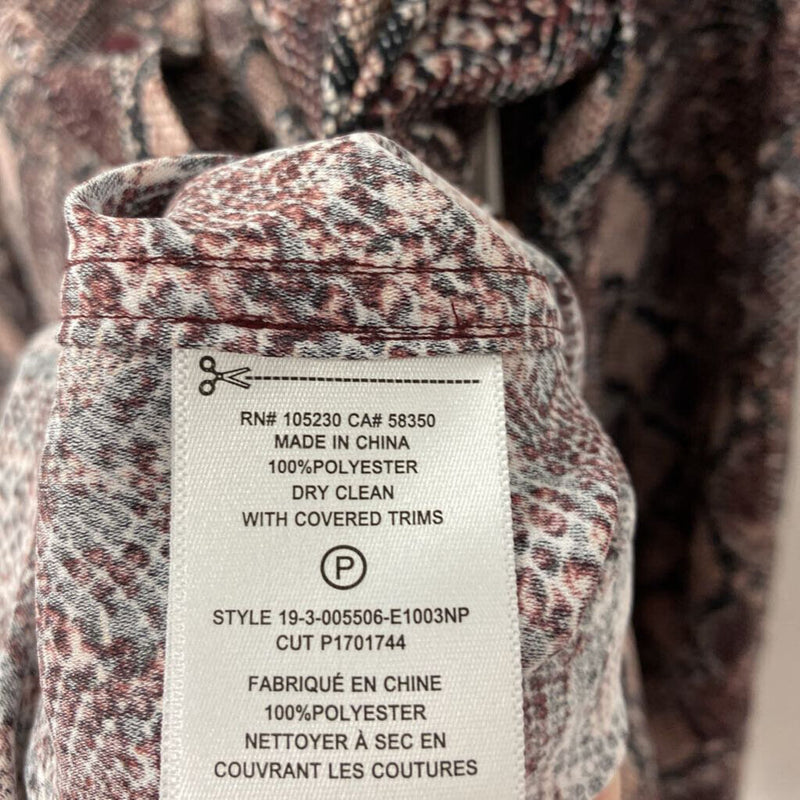 RN# 105230 CA# 58350
MADE IN CHINA
100%POLYESTER
DRY CLEAN
WITH COVERED TRIMS
P
STYLE 19-3-005506-E1003NP
CUT P1701744
FABRIQUÉ EN CHINE
100%POLYESTER
NETTOYER À SEC EN
COUVRANT LES COUTURES